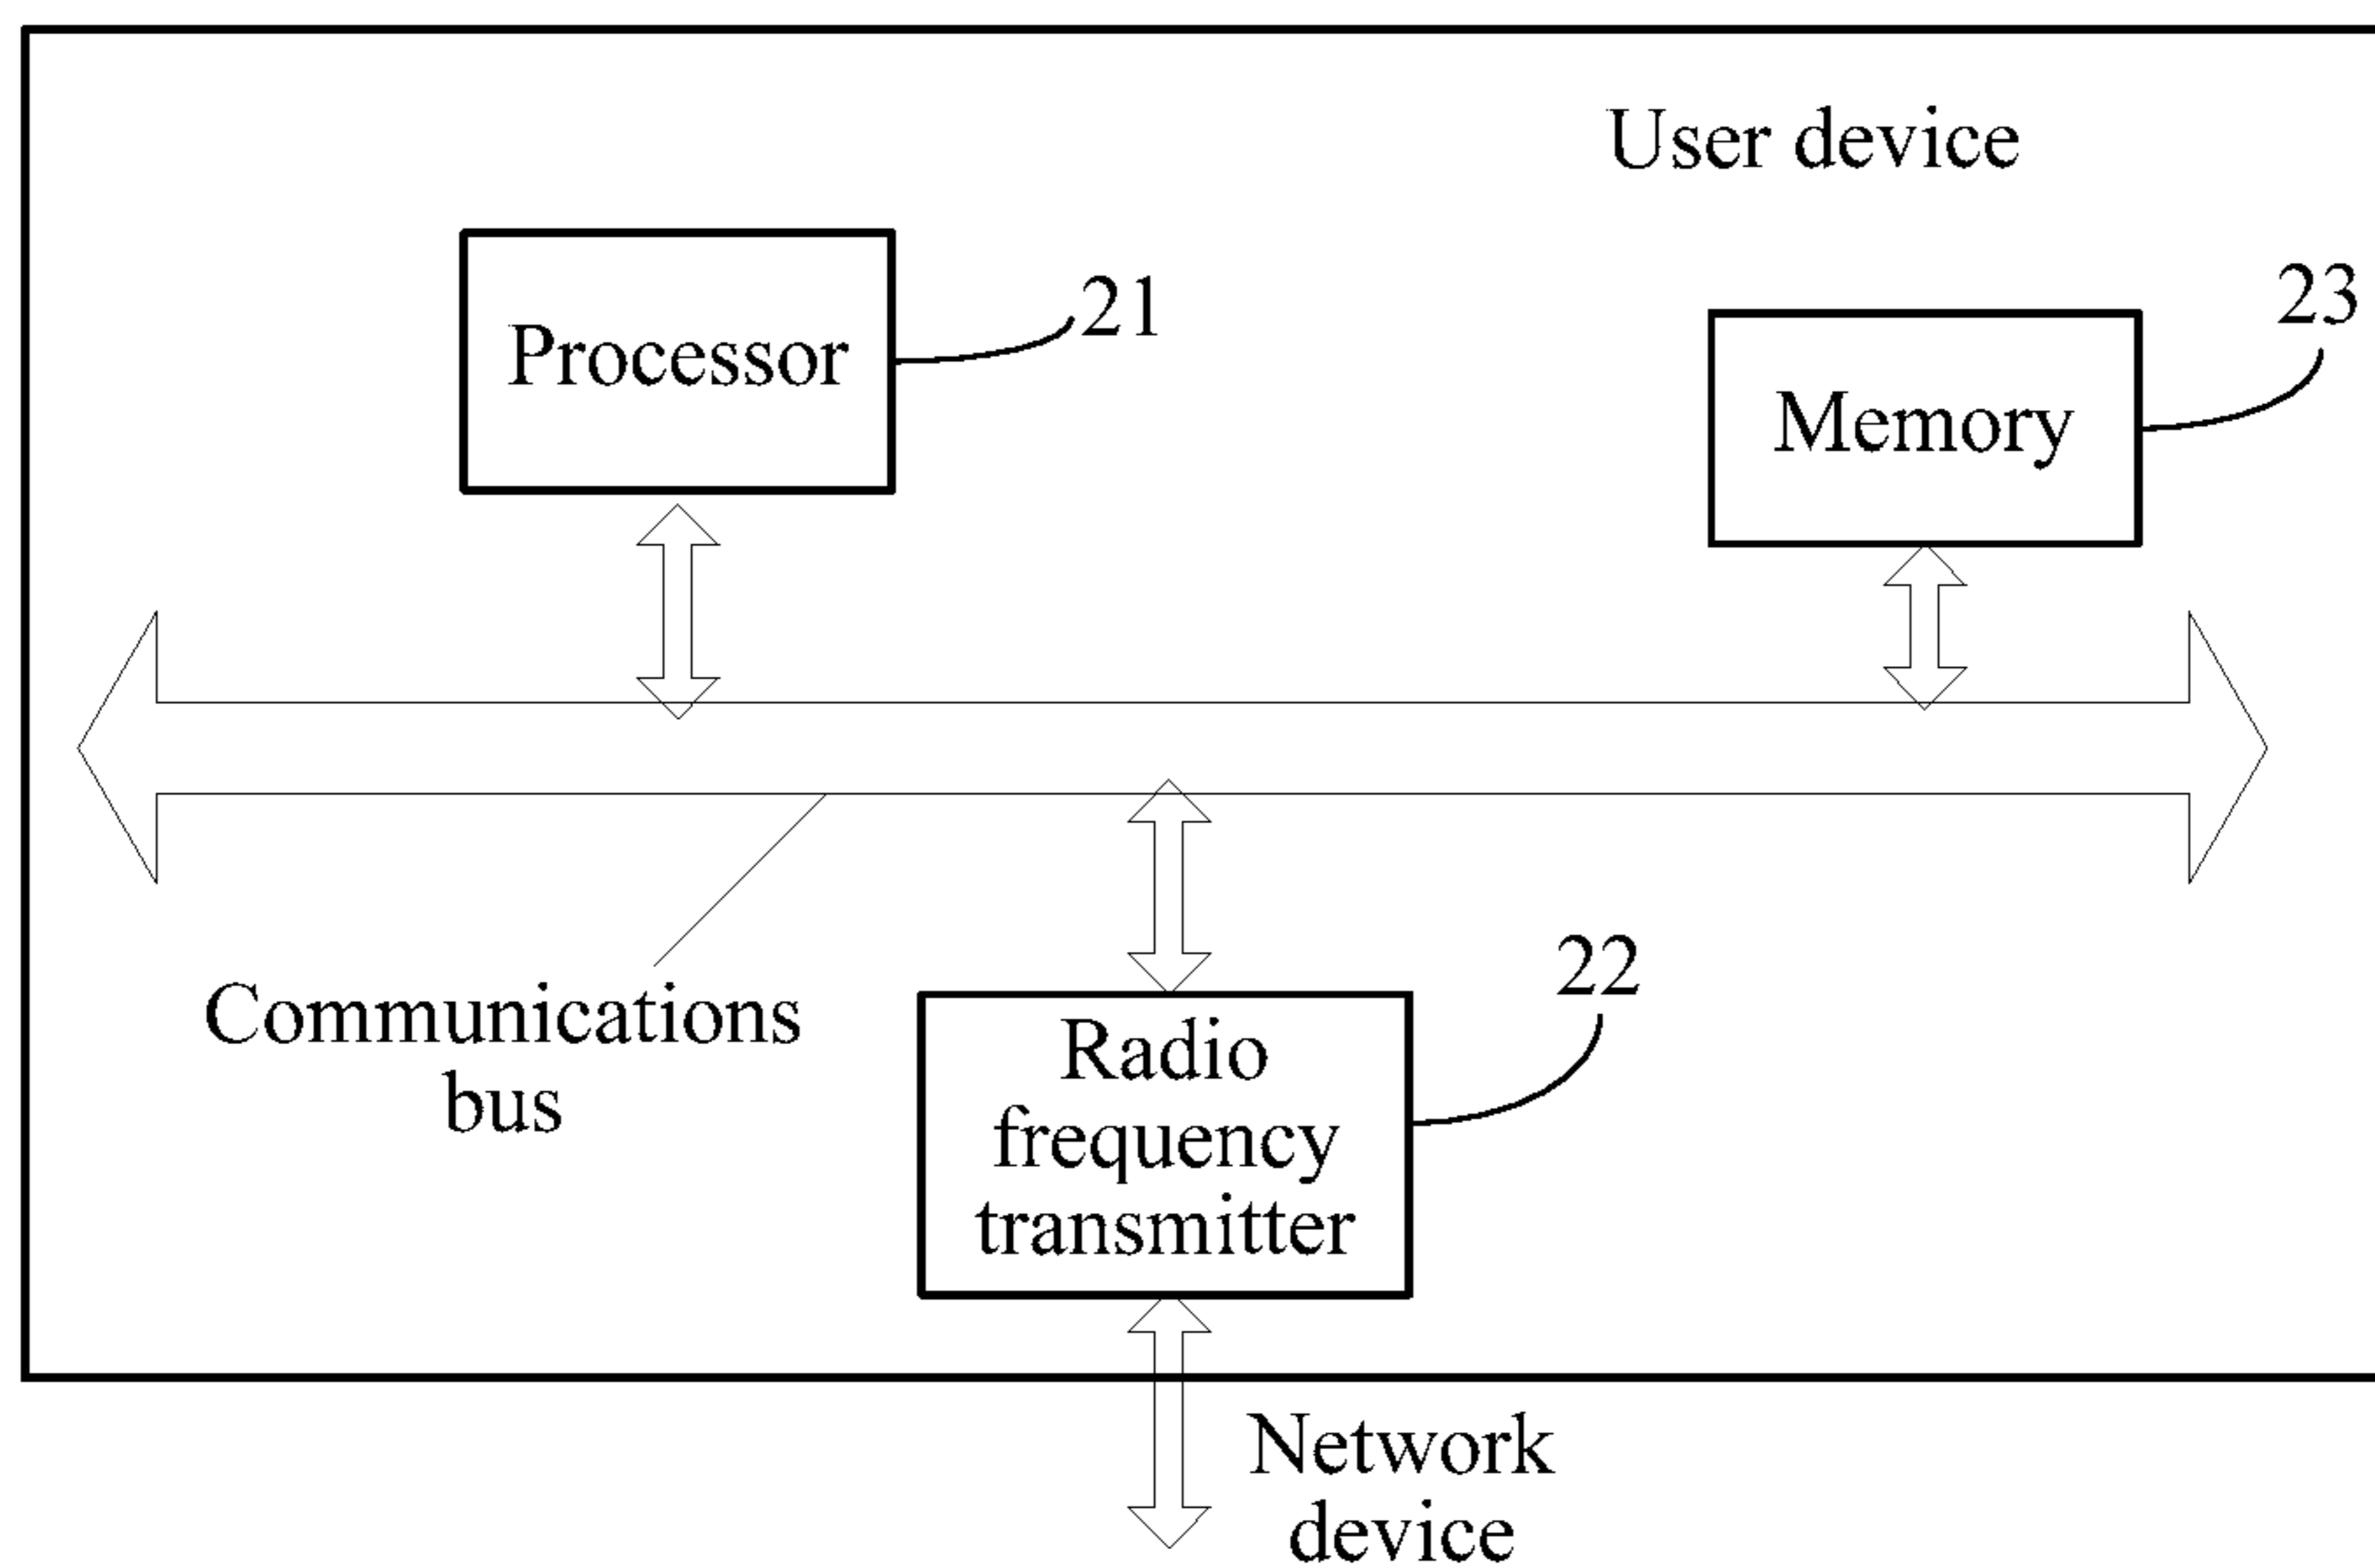 User device
21
23
Processor
Memory
22
Communications
bus
Radio
frequency
transmitter
Network
device